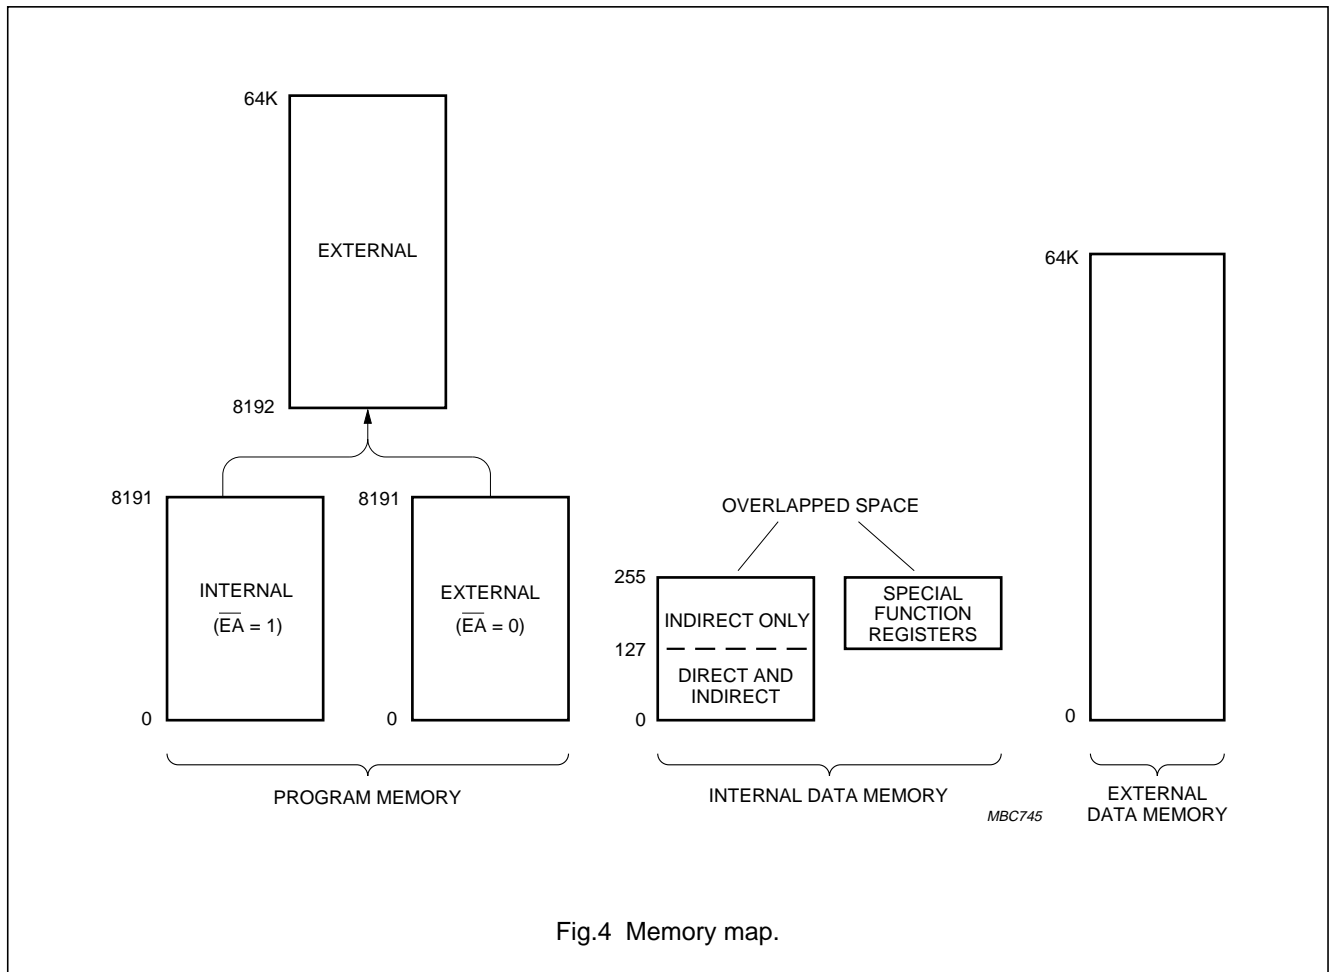 64K
EXTERNAL
8192
8191
INTERNAL
(E̅A̅ = 1)
0
8191
EXTERNAL
(E̅A̅ = 0)
0
PROGRAM MEMORY
OVERLAPPED SPACE
255
INDIRECT ONLY
127
DIRECT AND
INDIRECT
0
SPECIAL
FUNCTION
REGISTERS
INTERNAL DATA MEMORY
64K
0
EXTERNAL
DATA MEMORY
MBC745
Fig.4 Memory map.